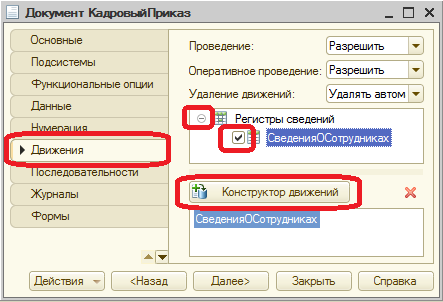 Документ КадровыйПриказ
Основные
Подсистемы
Функциональные опции
Данные
Нумерация
Движения
Последовательности
Журналы
Формы
Проведение: Разрешить
Оперативное проведение: Разрешить
Удаление движений: Удалять автом
Регистры сведений
СведенияОСотрудниках
Конструктор движений
СведенияОСотрудниках
Действия <Назад Далее> Закрыть Справка